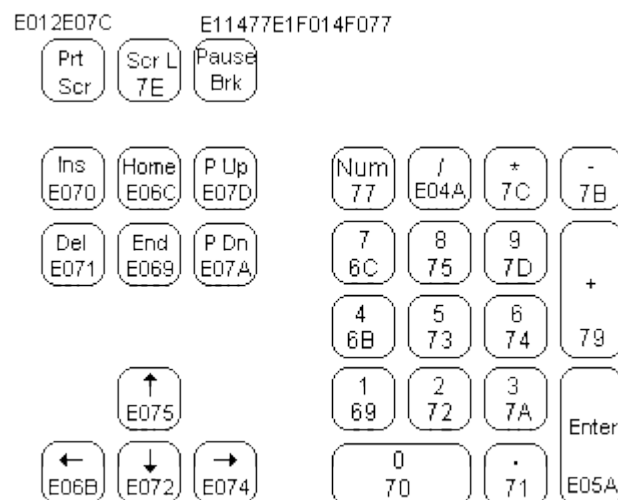 E012E07C E11477E1F014F077
Prt Scr L Pause
Scr 7E Brk
Ins Home P Up Num / * -
E070 E06C E07D 77 E04A 7C 7B
Del End P Dn 7 8 9
E071 E069 E07A 6C 75 7D
+
4 5 6
6B 73 74 79
↑ 1 2 3
E075 69 72 7A
Enter
← ↓ → 0 .
E06B E072 E074 70 71 E05A